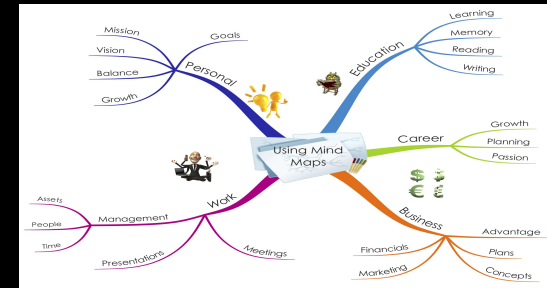 Using Mind
Maps
Personal
Mission
Vision
Balance
Growth
Goals
Education
Learning
Memory
Reading
Writing
Career
Growth
Planning
Passion
Business
Advantage
Plans
Concepts
Financials
Marketing
Work
Management
Assets
People
Time
Presentations
Meetings
$
€ €